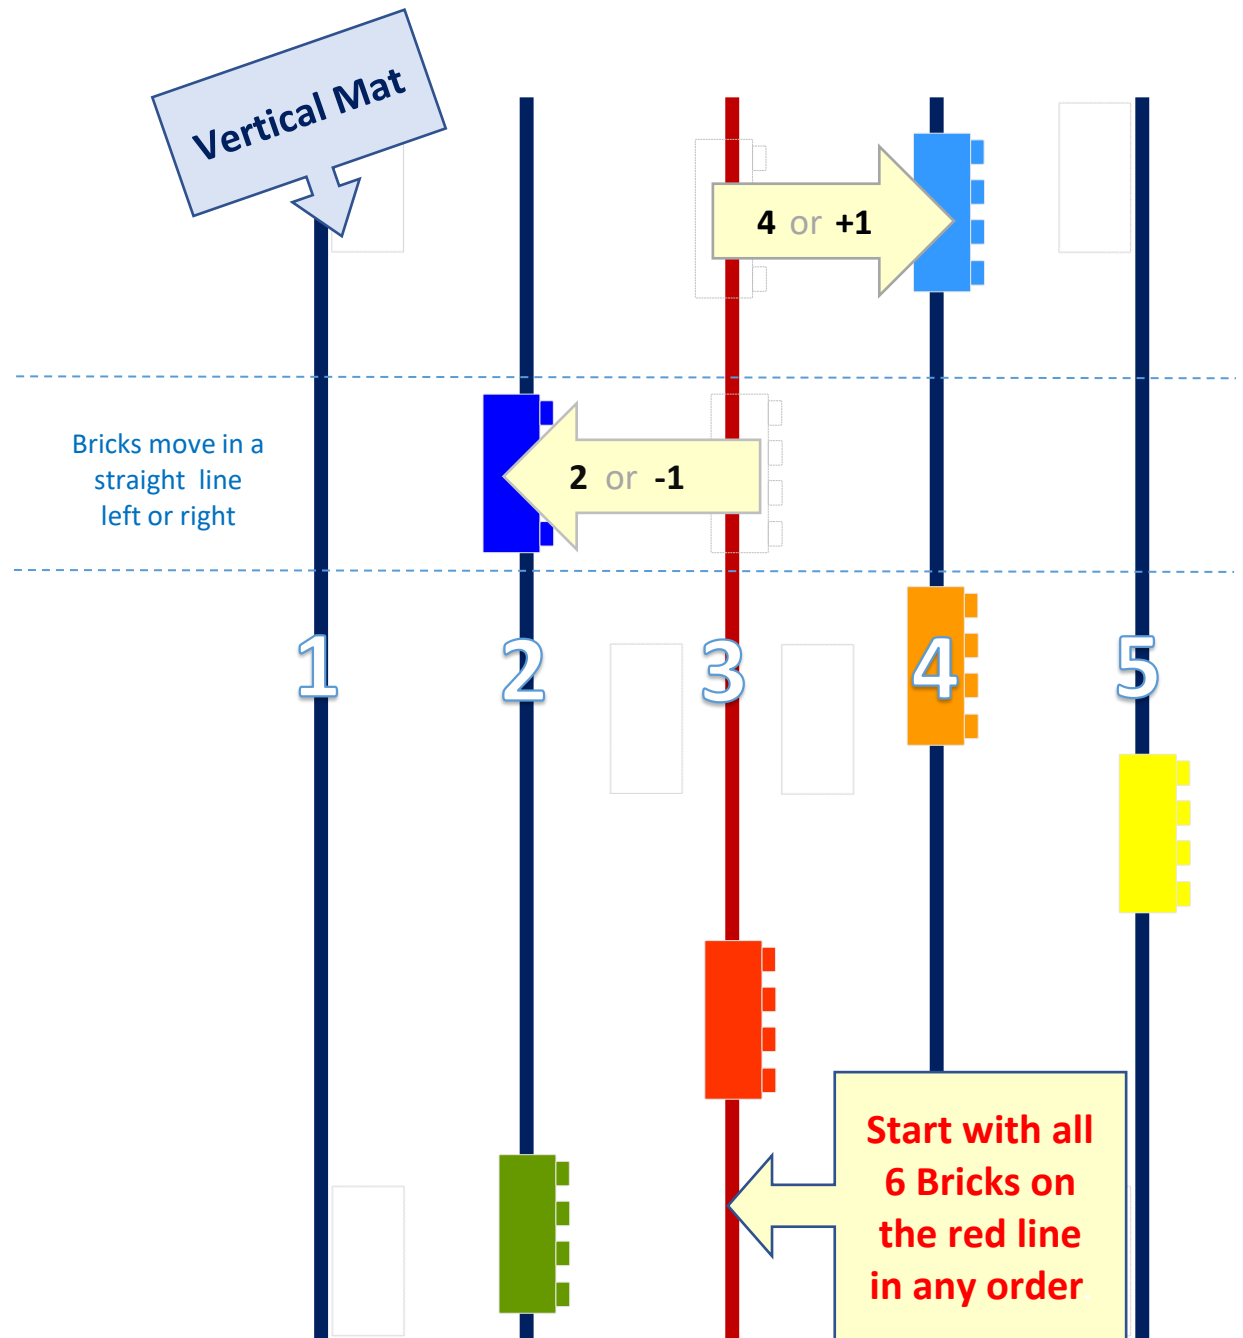 Vertical Mat
4 or +1
Bricks move in a
straight line
left or right
2 or -1
1 2 3 4 5
Start with all
6 Bricks on
the red line
in any order